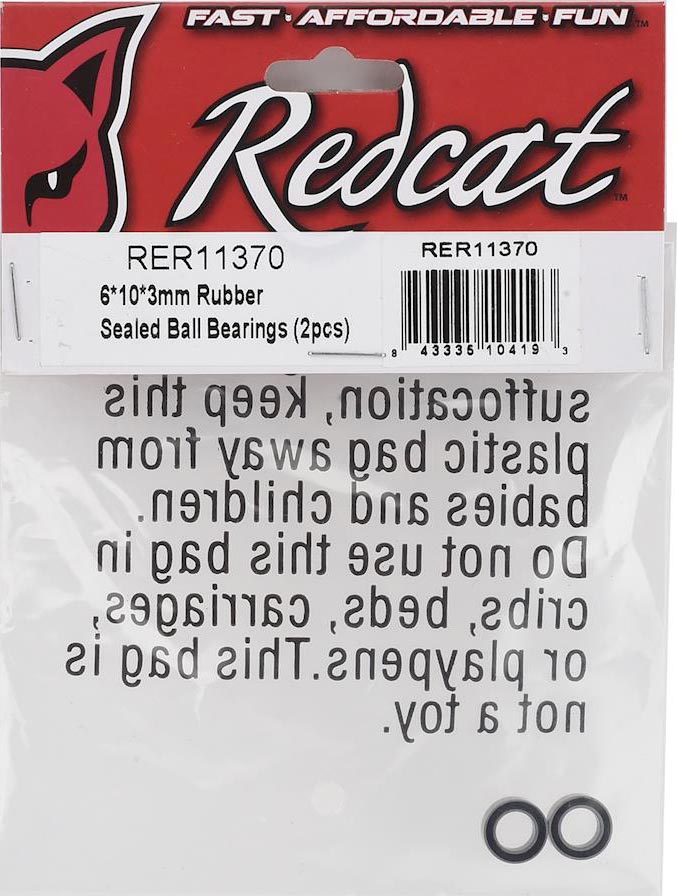 FAST · AFFORDABLE · FUN ™
Redcat ™
RER11370
6*10*3mm Rubber
Sealed Ball Bearings (2pcs)
RER11370
8 43335 10419 3
suffocation, keep this
plastic bag away from
babies and children.
Do not use this bag in
cribs, beds, carriages,
or playpens.This bag is
not a toy.